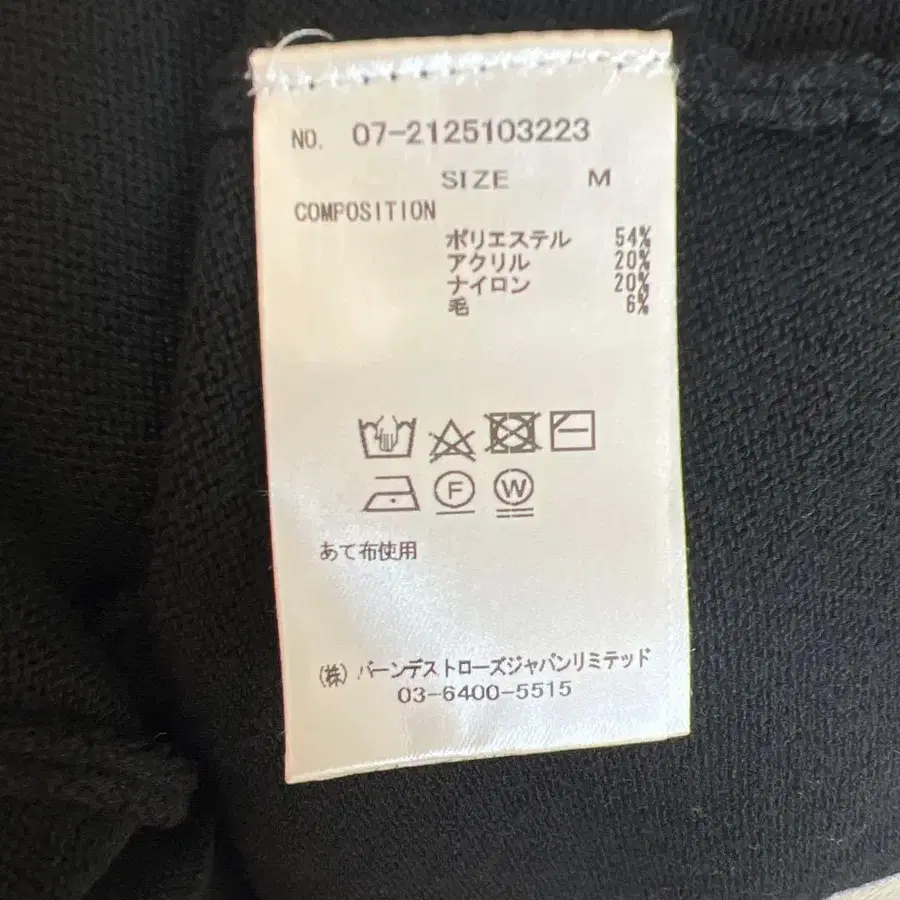 NO. 07-2125103223
SIZE M
COMPOSITION
ポリエステル 54%
アクリル 20%
ナイロン 20%
毛 6%
F W
あて布使用
(株) バーンデストローズジャパンリミテッド
03-6400-5515